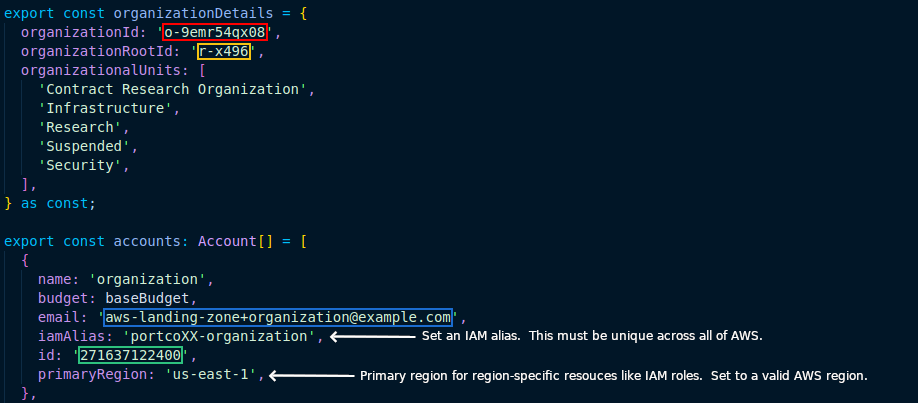 export const organizationDetails = {
organizationId: 'o-9emr54qx08',
organizationRootId: 'r-x496',
organizationalUnits: [
'Contract Research Organization',
'Infrastructure',
'Research',
'Suspended',
'Security',
],
} as const;
export const accounts: Account[] = [
{
name: 'organization',
budget: baseBudget,
email: 'aws-landing-zone+organization@example.com',
iamAlias: 'portcoXX-organization', Set an IAM alias. This must be unique across all of AWS.
id: '271637122400',
primaryRegion: 'us-east-1', Primary region for region-specific resouces like IAM roles. Set to a valid AWS region.
},